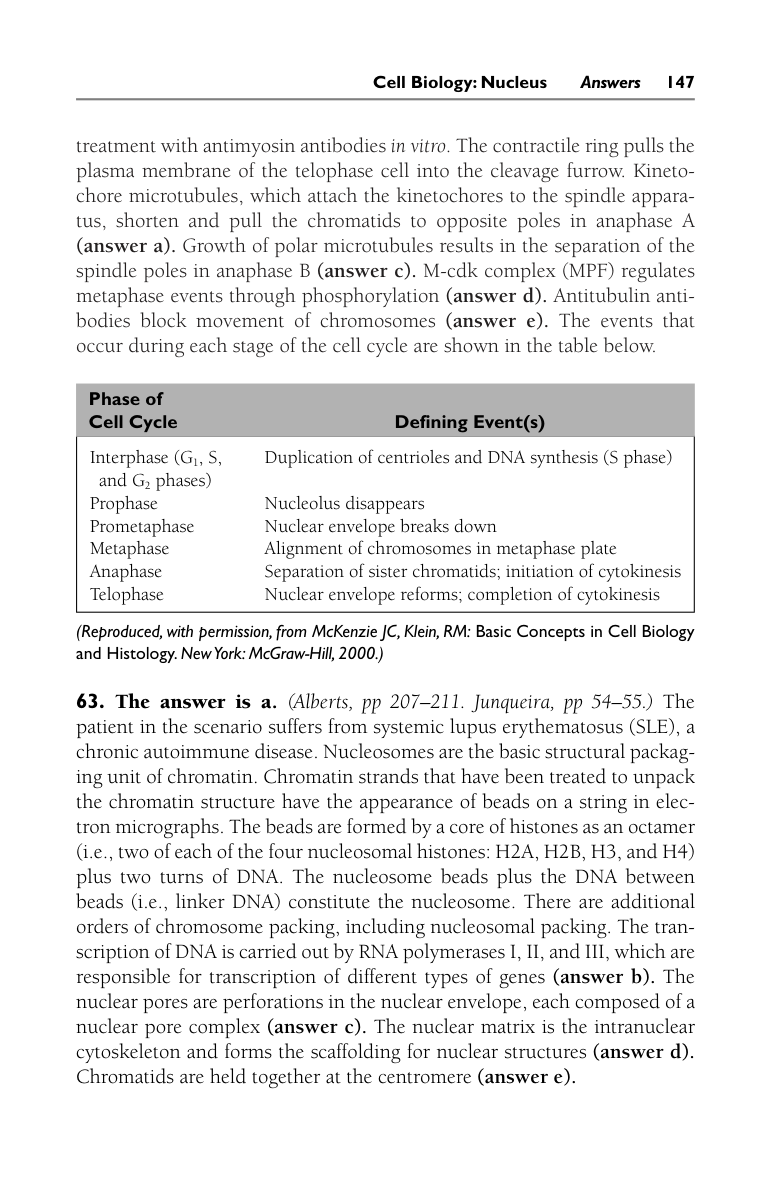 Cell Biology: Nucleus Answers 147
treatment with antimyosin antibodies in vitro. The contractile ring pulls the
plasma membrane of the telophase cell into the cleavage furrow. Kineto-
chore microtubules, which attach the kinetochores to the spindle appara-
tus, shorten and pull the chromatids to opposite poles in anaphase A
(answer a). Growth of polar microtubules results in the separation of the
spindle poles in anaphase B (answer c). M-cdk complex (MPF) regulates
metaphase events through phosphorylation (answer d). Antitubulin anti-
bodies block movement of chromosomes (answer e). The events that
occur during each stage of the cell cycle are shown in the table below.
Phase of
Cell Cycle Defining Event(s)
Interphase (G₁, S, Duplication of centrioles and DNA synthesis (S phase)
and G₂ phases)
Prophase Nucleolus disappears
Prometaphase Nuclear envelope breaks down
Metaphase Alignment of chromosomes in metaphase plate
Anaphase Separation of sister chromatids; initiation of cytokinesis
Telophase Nuclear envelope reforms; completion of cytokinesis
(Reproduced, with permission, from McKenzie JC, Klein, RM: Basic Concepts in Cell Biology
and Histology. New York: McGraw-Hill, 2000.)
63. The answer is a. (Alberts, pp 207–211. Junqueira, pp 54–55.) The
patient in the scenario suffers from systemic lupus erythematosus (SLE), a
chronic autoimmune disease. Nucleosomes are the basic structural packag-
ing unit of chromatin. Chromatin strands that have been treated to unpack
the chromatin structure have the appearance of beads on a string in elec-
tron micrographs. The beads are formed by a core of histones as an octamer
(i.e., two of each of the four nucleosomal histones: H2A, H2B, H3, and H4)
plus two turns of DNA. The nucleosome beads plus the DNA between
beads (i.e., linker DNA) constitute the nucleosome. There are additional
orders of chromosome packing, including nucleosomal packing. The tran-
scription of DNA is carried out by RNA polymerases I, II, and III, which are
responsible for transcription of different types of genes (answer b). The
nuclear pores are perforations in the nuclear envelope, each composed of a
nuclear pore complex (answer c). The nuclear matrix is the intranuclear
cytoskeleton and forms the scaffolding for nuclear structures (answer d).
Chromatids are held together at the centromere (answer e).